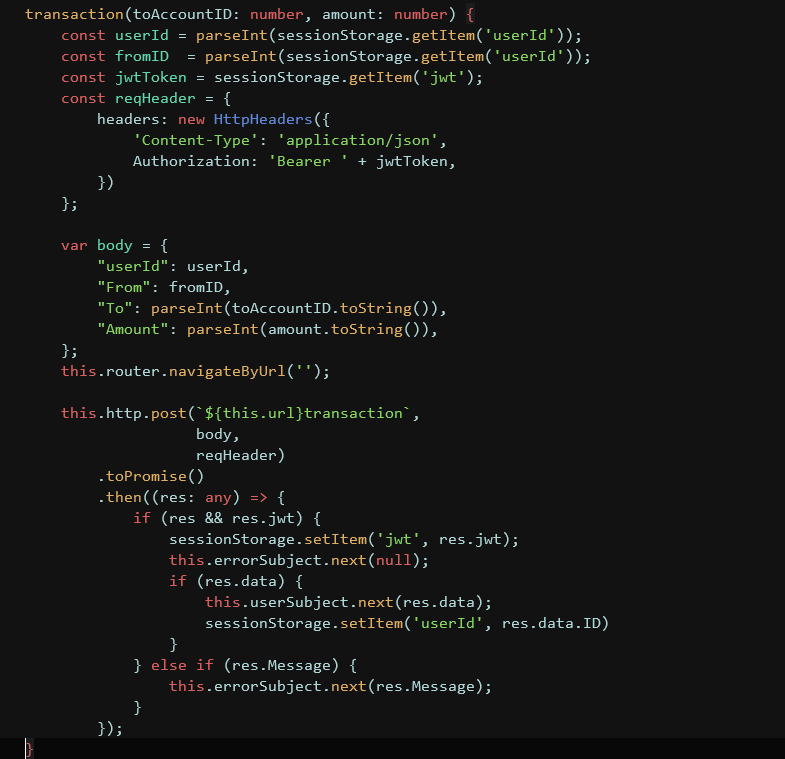 transaction(toAccountID: number, amount: number) {
    const userId = parseInt(sessionStorage.getItem('userId'));
    const fromID  = parseInt(sessionStorage.getItem('userId'));
    const jwtToken = sessionStorage.getItem('jwt');
    const reqHeader = {
        headers: new HttpHeaders({
            'Content-Type': 'application/json',
            Authorization: 'Bearer ' + jwtToken,
        })
    };

    var body = {
        "userId": userId,
        "From": fromID,
        "To": parseInt(toAccountID.toString()),
        "Amount": parseInt(amount.toString()),
    };
    this.router.navigateByUrl('');

    this.http.post(`${this.url}transaction`,
                   body,
                   reqHeader)
        .toPromise()
        .then((res: any) => {
            if (res && res.jwt) {
                sessionStorage.setItem('jwt', res.jwt);
                this.errorSubject.next(null);
                if (res.data) {
                    this.userSubject.next(res.data);
                    sessionStorage.setItem('userId', res.data.ID)
                }
            } else if (res.Message) {
                this.errorSubject.next(res.Message);
            }
        });
}